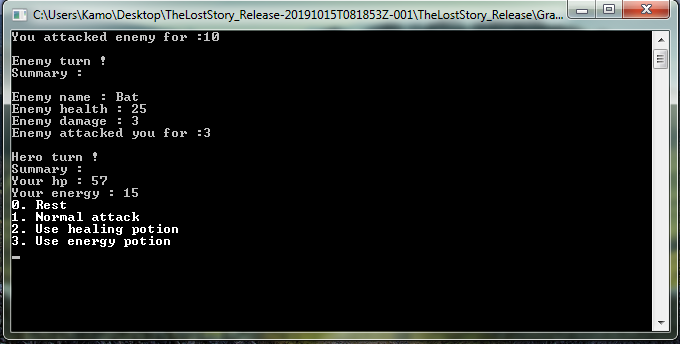 C:\Users\Kamo\Desktop\TheLostStory_Release-20191015T081853Z-001\TheLostStory_Release\Gra...
You attacked enemy for :10
Enemy turn !
Summary :
Enemy name : Bat
Enemy health : 25
Enemy damage : 3
Enemy attacked you for :3
Hero turn !
Summary :
Your hp : 57
Your energy : 15
0. Rest
1. Normal attack
2. Use healing potion
3. Use energy potion